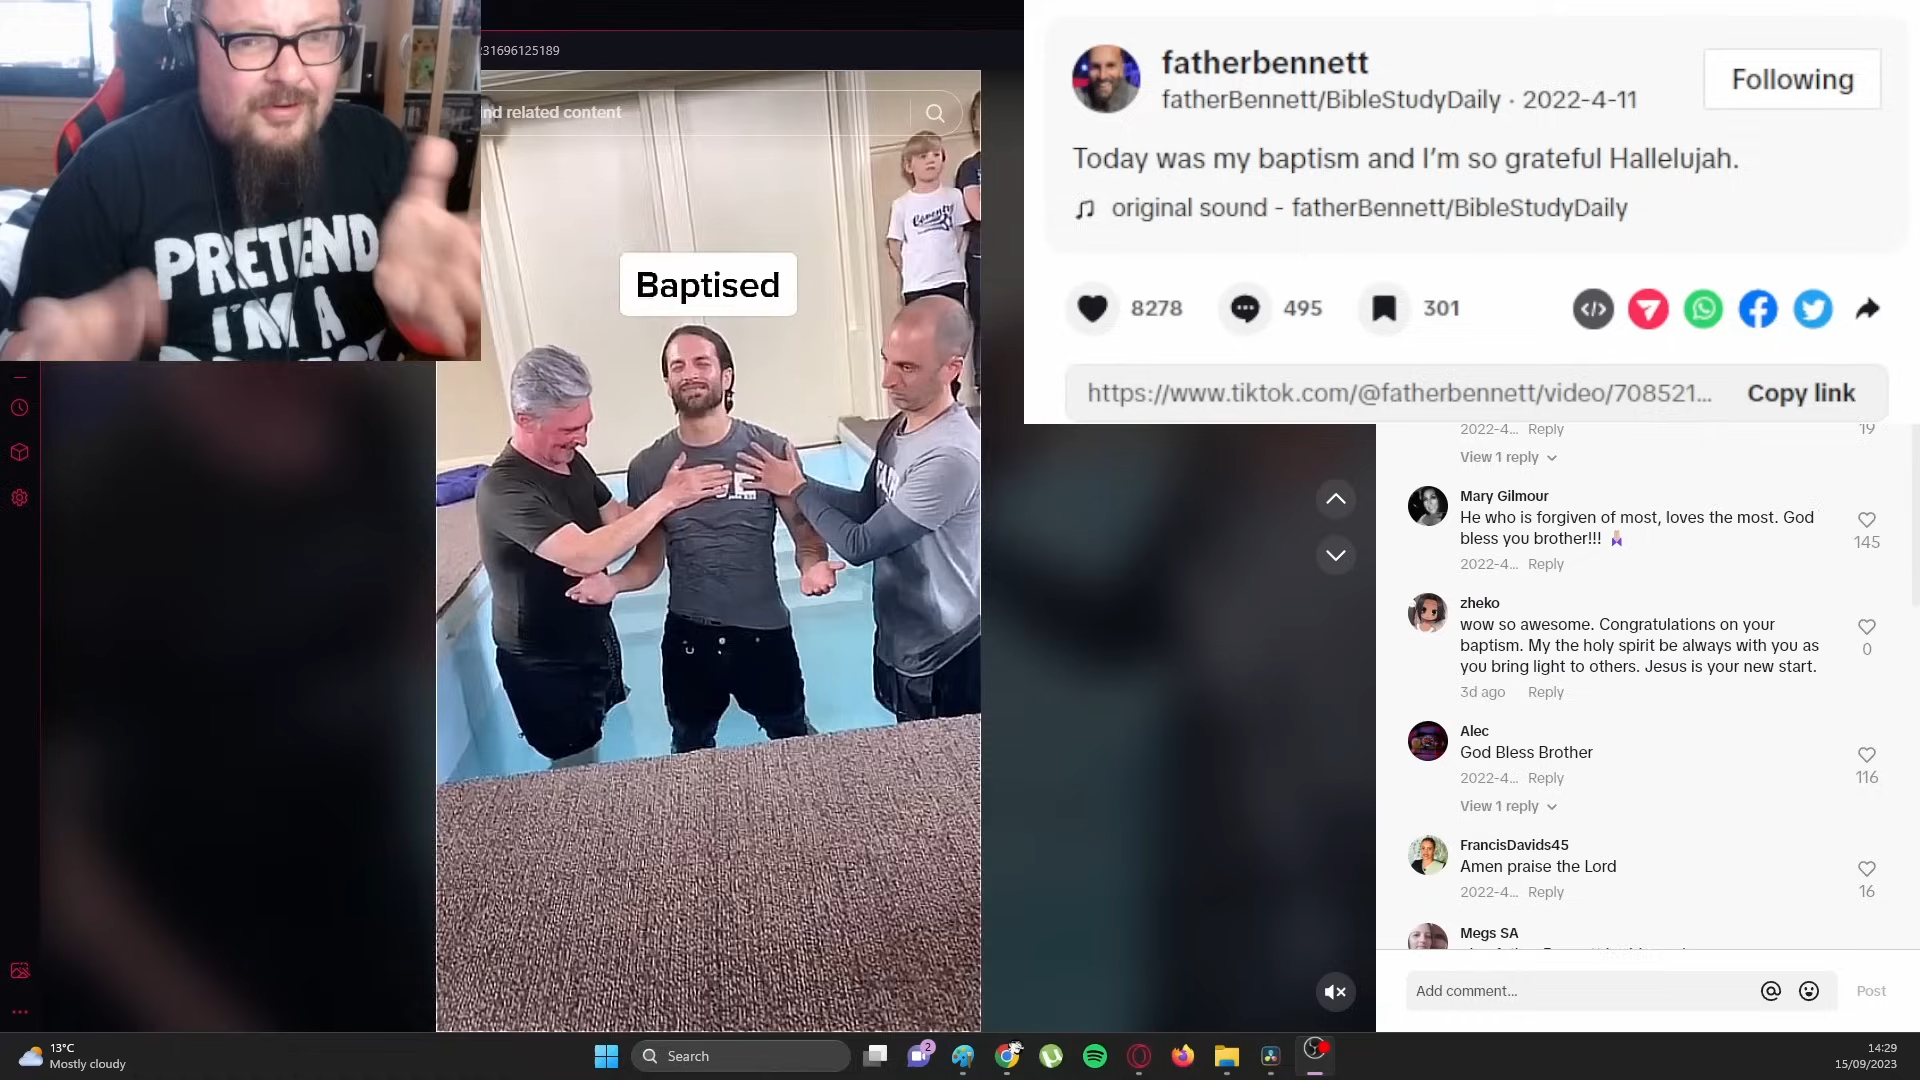 PRETEND
I'M A
:31696125189
nd related content
Coventry
Baptised
fatherbennett
fatherBennett/BibleStudyDaily · 2022-4-11
Following
Today was my baptism and I'm so grateful Hallelujah.
original sound - fatherBennett/BibleStudyDaily
8278
495
301
https://www.tiktok.com/@fatherbennett/video/708521...
Copy link
2022-4... Reply
19
View 1 reply
Mary Gilmour
He who is forgiven of most, loves the most. God
bless you brother!!!
145
2022-4... Reply
zheko
wow so awesome. Congratulations on your
baptism. My the holy spirit be always with you as
you bring light to others. Jesus is your new start.
0
3d ago Reply
Alec
God Bless Brother
116
2022-4... Reply
View 1 reply
FrancisDavids45
Amen praise the Lord
16
2022-4... Reply
Megs SA
Add comment...
Post
13°C
Mostly cloudy
Search
2
14:29
15/09/2023